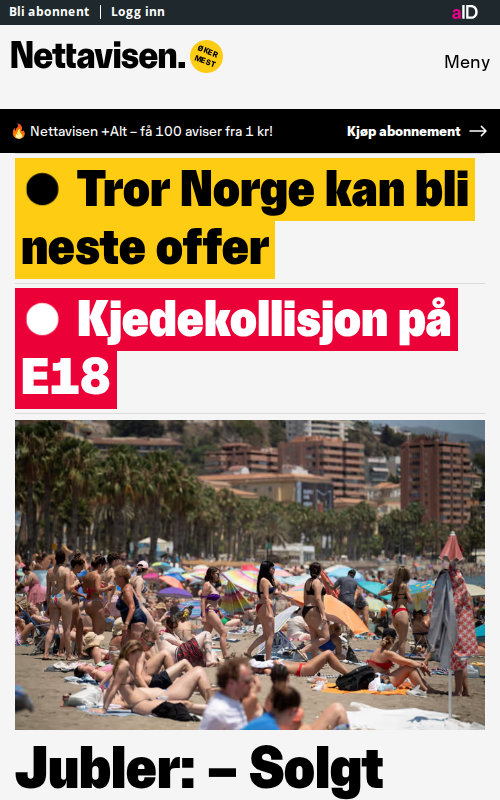 Bli abonnent | Logg inn
aID
Nettavisen.
ØKER
MEST
Meny
🔥 Nettavisen +Alt – få 100 aviser fra 1 kr!
Kjøp abonnement →
Tror Norge kan bli
neste offer
Kjedekollisjon på
E18
Jubler: – Solgt